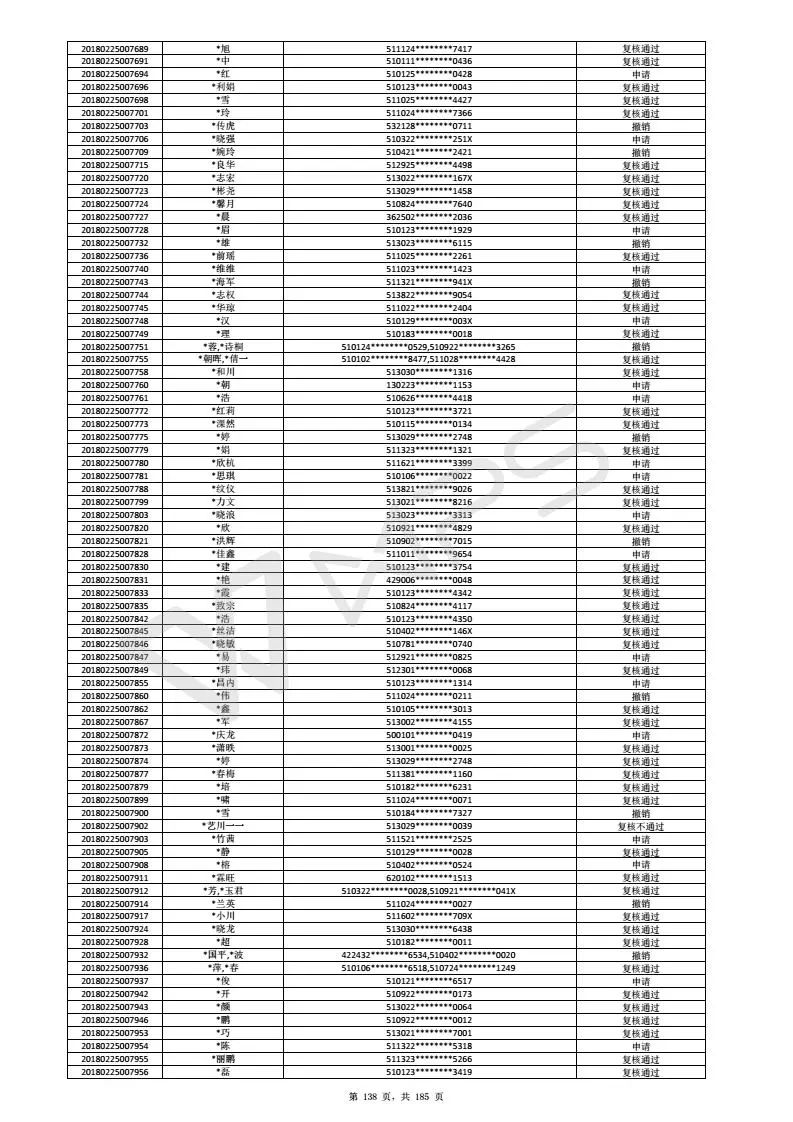 20180225007689 *旭 511124********7417 复核通过
20180225007691 *中 510111********0436 复核通过
20180225007694 *红 510125********0428 申请
20180225007696 *利娟 510123********0043 复核通过
20180225007698 *雪 511025********4427 复核通过
20180225007701 *玲 511024********7366 复核通过
20180225007703 *传虎 532128********0711 撤销
20180225007706 *晓强 510322********251X 申请
20180225007709 *婉玲 510421********2421 撤销
20180225007715 *良华 512925********4498 复核通过
20180225007720 *志宏 513022********167X 复核通过
20180225007723 *彬尧 513029********1458 复核通过
20180225007724 *馨月 510824********7640 复核通过
20180225007727 *晨 362502********2036 复核通过
20180225007728 *眉 510123********1929 申请
20180225007732 *雄 513023********6115 撤销
20180225007736 *前瑶 511025********2261 复核通过
20180225007740 *维维 511023********1423 申请
20180225007743 *海军 511321********941X 撤销
20180225007744 *志权 513822********9054 复核通过
20180225007745 *华琼 511022********2404 复核通过
20180225007748 *汉 510129********003X 申请
20180225007749 *理 510183********0018 复核通过
20180225007751 *蓉,*诗桐 510124********0529,510922********3265 撤销
20180225007755 *朝晖,*倩一 510102********8477,511028********4428 复核通过
20180225007758 *和川 513030********1316 复核通过
20180225007760 *朝 130223********1153 申请
20180225007761 *浩 510626********4418 申请
20180225007772 *红莉 510123********3721 复核通过
20180225007773 *深然 510115********0134 复核通过
20180225007775 *婷 513029********2748 撤销
20180225007779 *娟 511323********1321 复核通过
20180225007780 *欣杭 511621********3399 申请
20180225007781 *思琪 510106********0022 申请
20180225007788 *纹仪 513821********9026 复核通过
20180225007799 *力文 513021********8216 复核通过
20180225007803 *晓浪 513023********3313 申请
20180225007820 *欣 510921********4829 复核通过
20180225007821 *洪辉 510902********7015 撤销
20180225007828 *佳鑫 511011********9654 申请
20180225007830 *建 510123********3754 复核通过
20180225007831 *艳 429006********0048 复核通过
20180225007833 *霞 510123********4342 复核通过
20180225007835 *致宗 510824********4117 复核通过
20180225007842 *浩 510123********4350 复核通过
20180225007845 *丝洁 510402********146X 复核通过
20180225007846 *晓敏 510781********0740 复核通过
20180225007847 *易 512921********0825 申请
20180225007849 *玮 512301********0068 复核通过
20180225007855 *昌内 510123********1314 申请
20180225007860 *伟 511024********0211 撤销
20180225007862 *鑫 510105********3013 复核通过
20180225007867 *军 513002********4155 复核通过
20180225007872 *庆龙 500101********0419 申请
20180225007873 *潇昳 513001********0025 复核通过
20180225007874 *婷 513029********2748 复核通过
20180225007877 *春梅 511381********1160 复核通过
20180225007879 *培 510182********6231 复核通过
20180225007899 *啸 511024********0071 复核通过
20180225007900 *雪 510184********7327 撤销
20180225007902 *艺川一一 513029********0039 复核不通过
20180225007903 *竹茜 511521********2525 申请
20180225007905 *静 510129********0028 复核通过
20180225007908 *榕 510402********0524 申请
20180225007911 *霖旺 620102********1513 复核通过
20180225007912 *芳,*玉君 510322********0028,510921********041X 复核通过
20180225007914 *兰英 511024********0027 撤销
20180225007917 *小川 511602********709X 复核通过
20180225007924 *晓龙 513030********6438 复核通过
20180225007928 *超 510182********0011 复核通过
20180225007932 *国平,*波 422432********6534,510402********0020 撤销
20180225007936 *萍,*春 510106********6518,510724********1249 复核通过
20180225007937 *俊 510121********6517 申请
20180225007942 *开 510922********0173 复核通过
20180225007943 *颜 513022********0064 复核通过
20180225007946 *鹏 510922********0012 复核通过
20180225007953 *巧 513021********7001 复核通过
20180225007954 *陈 511322********5318 申请
20180225007955 *丽鹏 511323********5266 复核通过
20180225007956 *磊 510123********3419 复核通过
第 138 页, 共 185 页